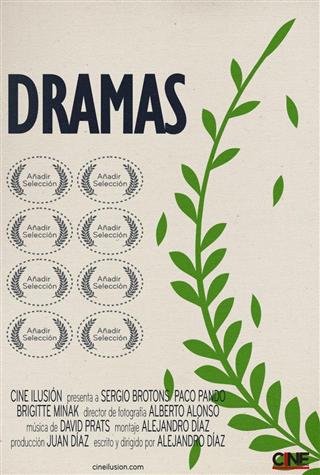 DRAMAS
Añadir
Selección
Añadir
Selección
Añadir
Selección
Añadir
Selección
Añadir
Selección
Añadir
Selección
Añadir
Selección
Añadir
Selección
CINE ILUSIÓN presenta a SERGIO BROTONS PACO PANDO
BRIGITTE MINAK director de fotografía ALBERTO ALONSO
música de DAVID PRATS montaje ALEJANDRO DÍAZ
producción JUAN DÍAZ escrito y dirigido por ALEJANDRO DÍAZ
cineilusion.com
CINE